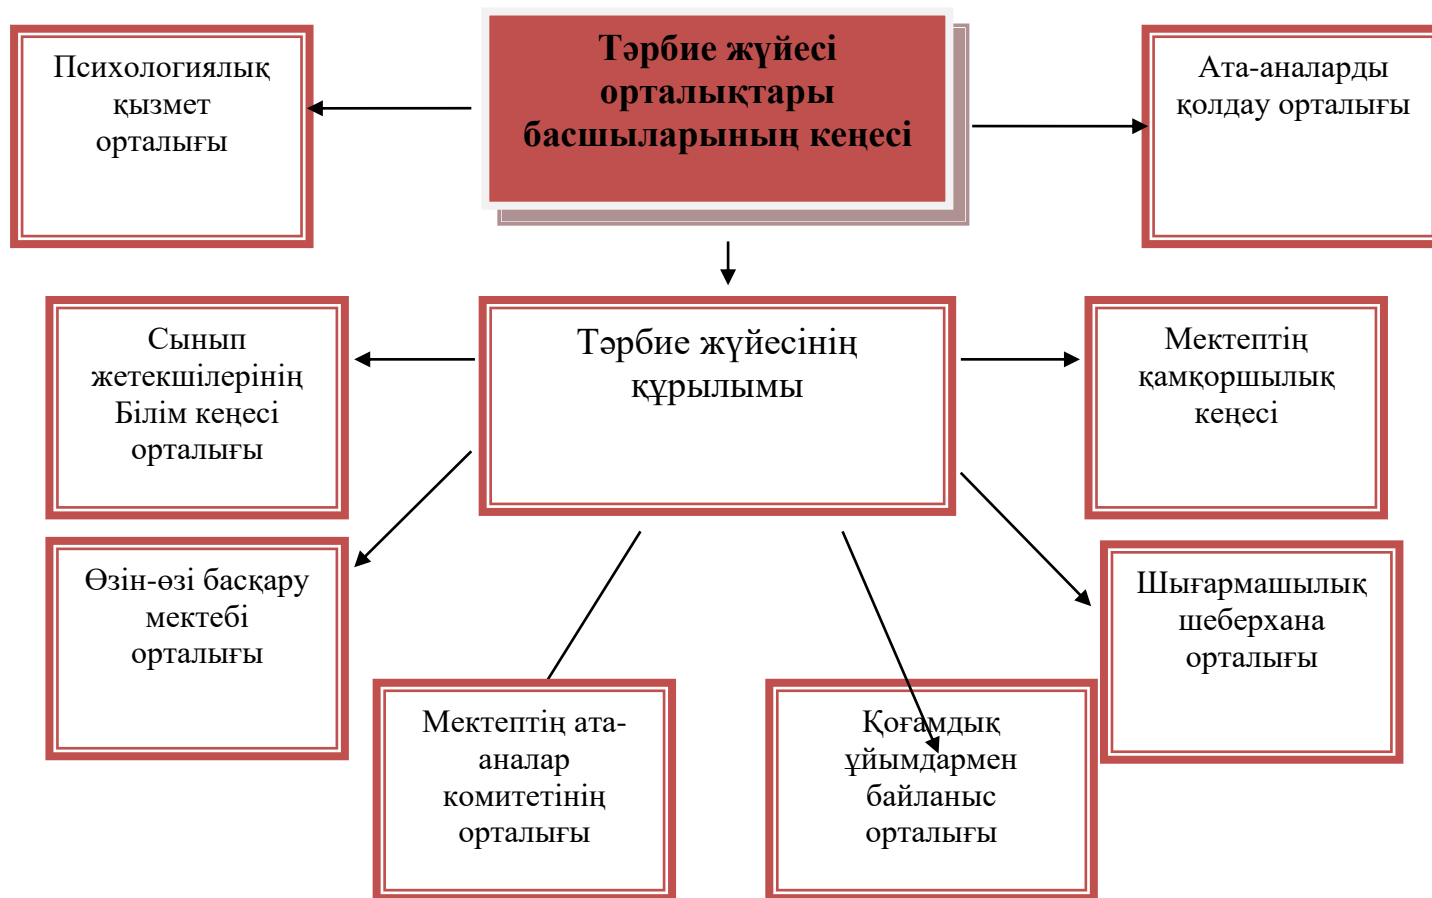 Психологиялық
қызмет
орталығы
Тәрбие жүйесі
орталықтары
басшыларының кеңесі
Ата-аналарды
қолдау орталығы
Сынып
жетекшілерінің
Білім кеңесі
орталығы
Тәрбие жүйесінің
құрылымы
Мектептің
қамқоршылық
кеңесі
Өзін-өзі басқару
мектебі
орталығы
Шығармашылық
шеберхана
орталығы
Мектептің ата-
аналар
комитетінің
орталығы
Қоғамдық
ұйымдармен
байланыс
орталығы